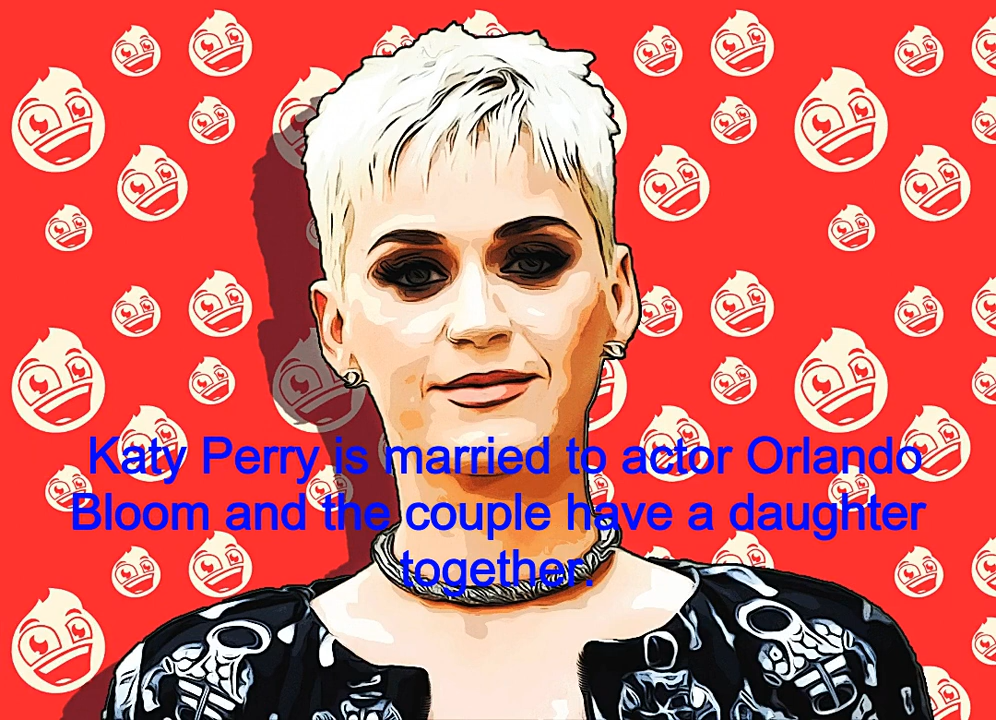 Katy Perry is married to actor Orlando
Bloom and the couple have a daughter
together.